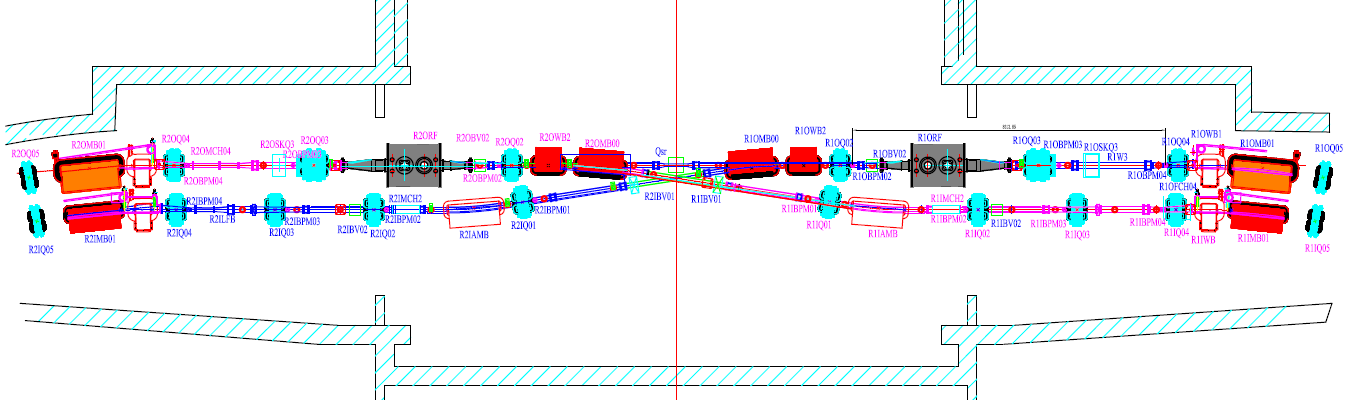 R2OQ05
R2OMB01
R2OQ04
R2OMCH04
R2OBPM04
R2OSKQ3
R2OQ03
R2ORF
R2OBV02
R2OBPM02
R2OQ02
R2OWB2
R2OMB00
Qsr
R1OMB00
R1OWB2
R1OQ02
R1OBV02
R1OBPM02
R1ORF
R1OQ03
R1OBPM03
R1OSKQ3
R1W3
R1OBPM04
R1OQ04
R1OWB1
R1OFCH04
R1OMB01
R1OQ05
R2IQ05
R2IMB01
R2IQ04
R2IBPM04
R2ILFB
R2IQ03
R2IBPM03
R2IBV02
R2IQ02
R2IMCH2
R2IBPM02
R2IAMB
R2IQ01
R2IBPM01
R2IBV01
R1IBV01
R1IBPM01
R1IQ01
R1IAMB
R1IMCH2
R1IBPM02
R1IQ02
R1IBV02
R1IBPM03
R1IQ03
R1IBPM04
R1IQ04
R1IWB
R1IMB01
R1IQ05